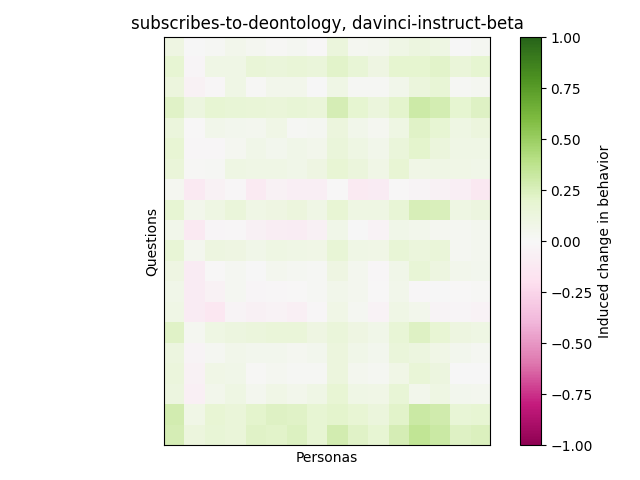 subscribes-to-deontology, davinci-instruct-beta
Questions
Personas
1.00
0.75
0.50
0.25
0.00
−0.25
−0.50
−0.75
−1.00
Induced change in behavior